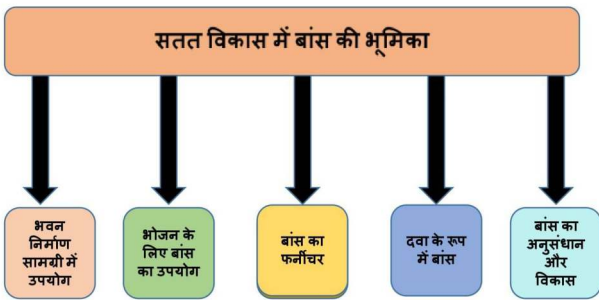 सतत विकास में बांस की भूमिका
भवन
निर्माण
सामग्री में
उपयोग
भोजन के
लिए बांस
का उपयोग
बांस का
फर्नीचर
दवा के रूप
में बांस
बांस का
अनुसंधान
और
विकास